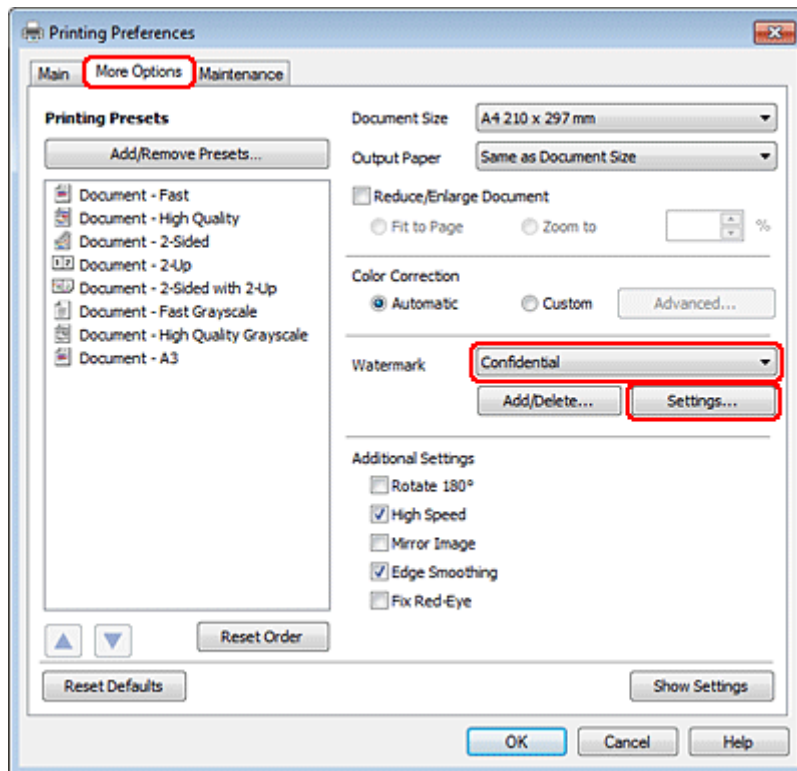 Printing Preferences
Main More Options Maintenance
Printing Presets
Add/Remove Presets...
Document - Fast
Document - High Quality
Document - 2-Sided
Document - 2-Up
Document - 2-Sided with 2-Up
Document - Fast Grayscale
Document - High Quality Grayscale
Document - A3
Reset Order
Document Size A4 210 x 297 mm
Output Paper Same as Document Size
Reduce/Enlarge Document
Fit to Page Zoom to %
Color Correction
Automatic Custom Advanced...
Watermark Confidential
Add/Delete... Settings...
Additional Settings
Rotate 180°
High Speed
Mirror Image
Edge Smoothing
Fix Red-Eye
Reset Defaults Show Settings
OK Cancel Help